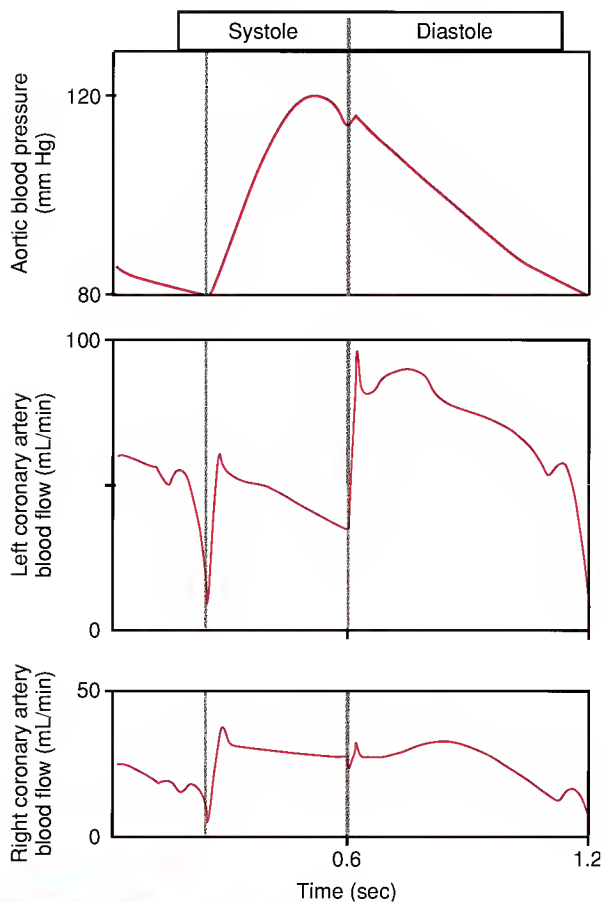 Systole Diastole
Aortic blood pressure
(mm Hg)
120
80
Left coronary artery
blood flow (mL/min)
100
0
Right coronary artery
blood flow (mL/min)
50
0
0.6 1.2
Time (sec)